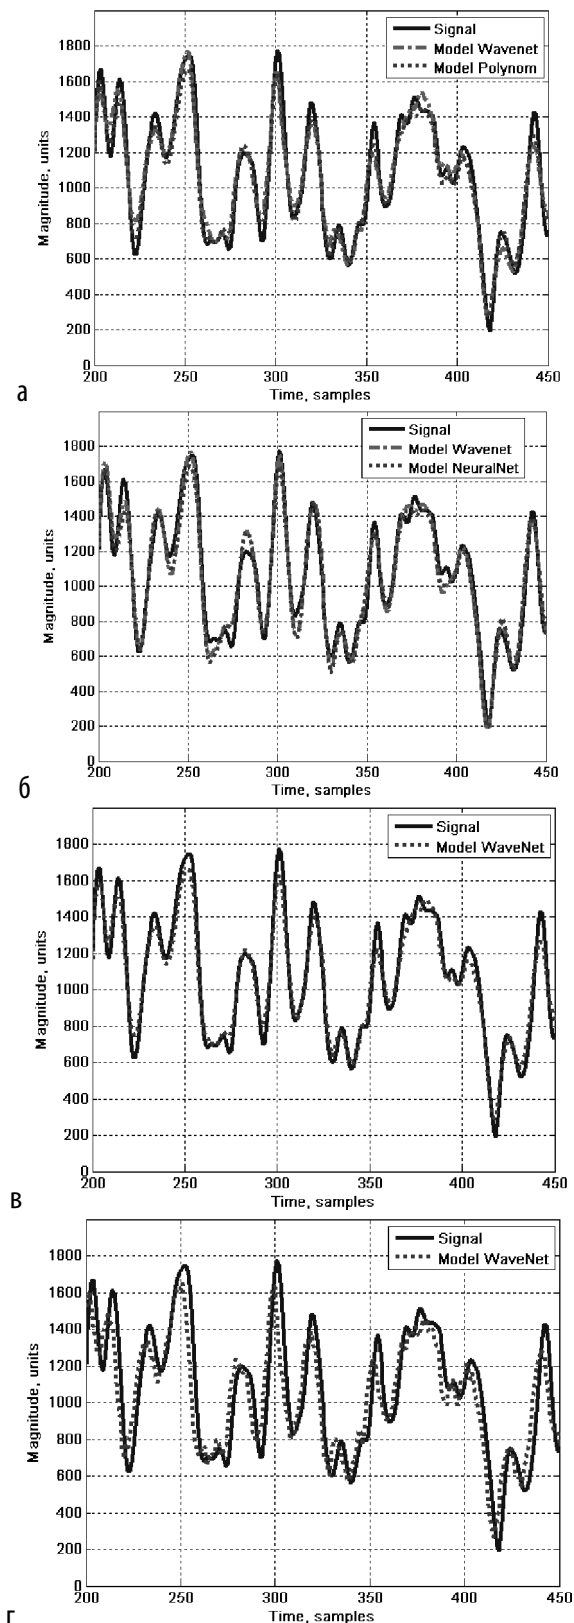 Signal
Model Wavenet
Model Polynom
1800
1600
1400
1200
1000
800
600
400
200
0
200 250 300 350 400 450
Magnitude, units
Time, samples
а
Signal
Model Wavenet
Model NeuralNet
1800
1600
1400
1200
1000
800
600
400
200
0
200 250 300 350 400 450
Magnitude, units
Time, samples
б
Signal
Model WaveNet
1800
1600
1400
1200
1000
800
600
400
200
0
200 250 300 350 400 450
Magnitude, units
Time, samples
в
Signal
Model WaveNet
1800
1600
1400
1200
1000
800
600
400
200
0
200 250 300 350 400 450
Magnitude, units
Time, samples
г